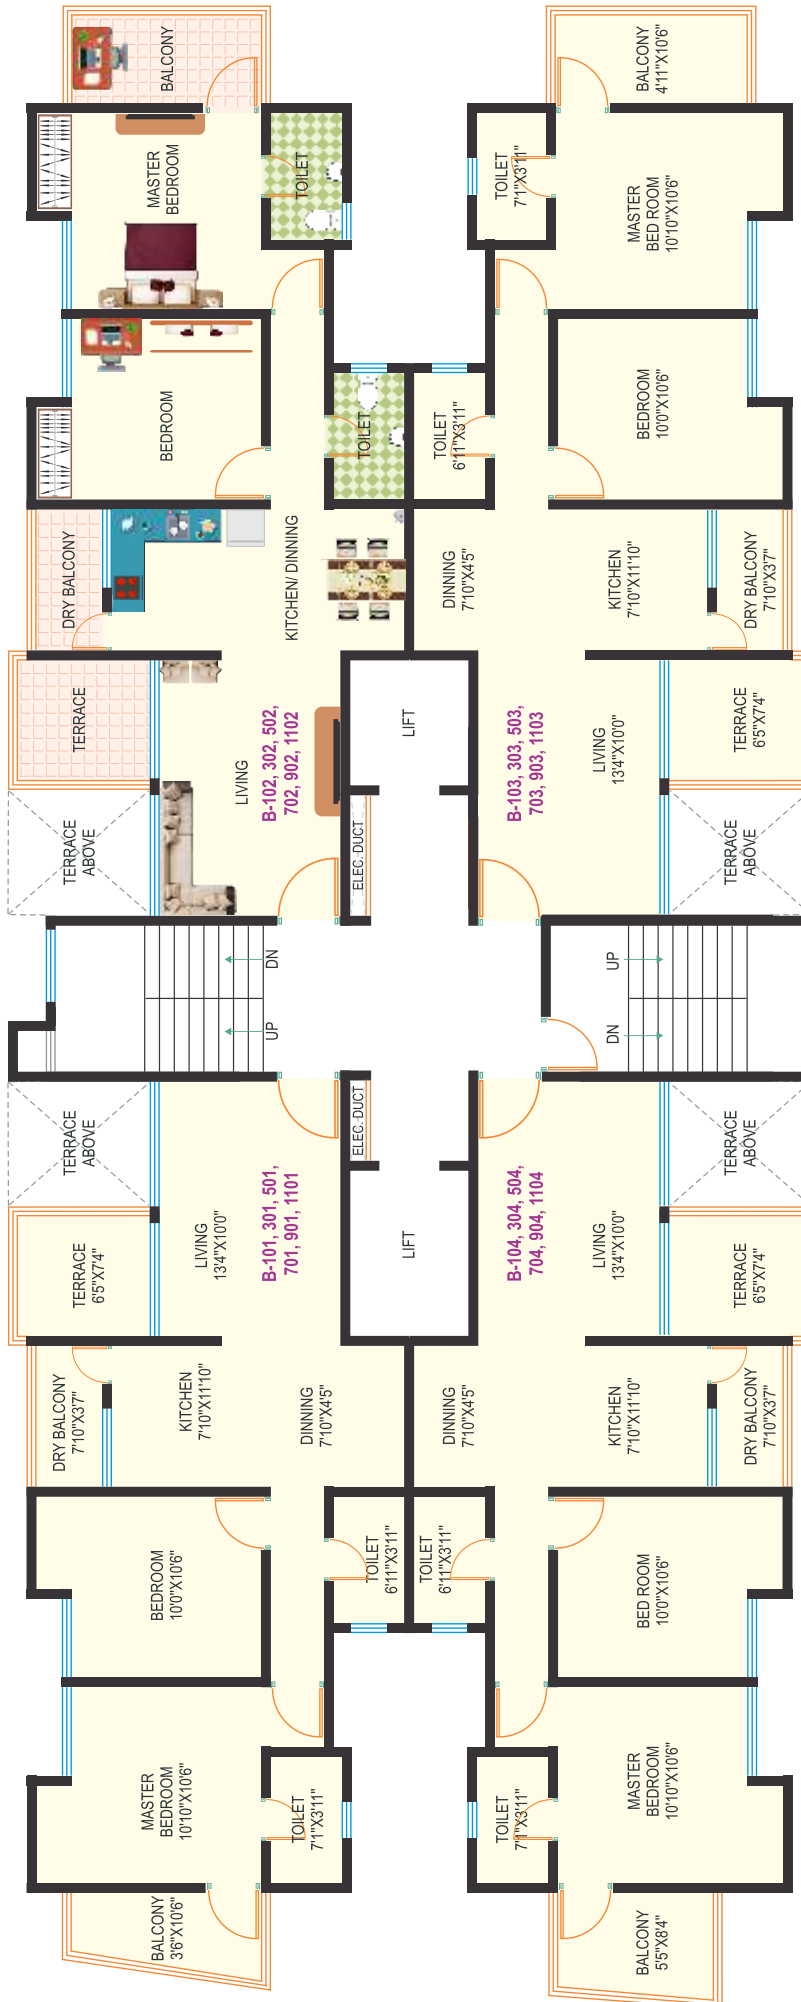 BALCONY
MASTER
BEDROOM
TOILET
BEDROOM
TOILET
DRY BALCONY
KITCHEN/ DINNING
TERRACE
LIVING
B-102, 302, 502,
702, 902, 1102
TERRACE
ABOVE
ELEC. DUCT
LIFT
BALCONY
4'11"X10'6"
TOILET
7'1"X3'11"
MASTER
BED ROOM
10'10"X10'6"
BEDROOM
10'0"X10'6"
TOILET
6'11"X3'11"
DINNING
7'10"X4'5"
KITCHEN
7'10"X11'10"
DRY BALCONY
7'10"X3'7"
B-103, 303, 503,
703, 903, 1103
LIVING
13'4"X10'0"
TERRACE
6'5"X7'4"
TERRACE
ABOVE
DN
UP
UP
DN
TERRACE
ABOVE
ELEC. DUCT
TERRACE
6'5"X7'4"
LIVING
13'4"X10'0"
B-101, 301, 501,
701, 901, 1101
LIFT
DRY BALCONY
7'10"X3'7"
KITCHEN
7'10"X11'10"
DINNING
7'10"X4'5"
BEDROOM
10'0"X10'6"
TOILET
6'11"X3'11"
MASTER
BEDROOM
10'10"X10'6"
TOILET
7'1"X3'11"
BALCONY
3'6"X10'6"
TERRACE
ABOVE
B-104, 304, 504,
704, 904, 1104
LIVING
13'4"X10'0"
TERRACE
6'5"X7'4"
DINNING
7'10"X4'5"
KITCHEN
7'10"X11'10"
DRY BALCONY
7'10"X3'7"
TOILET
6'11"X3'11"
BED ROOM
10'0"X10'6"
TOILET
7'1"X3'11"
MASTER
BEDROOM
10'10"X10'6"
BALCONY
5'5"X8'4"